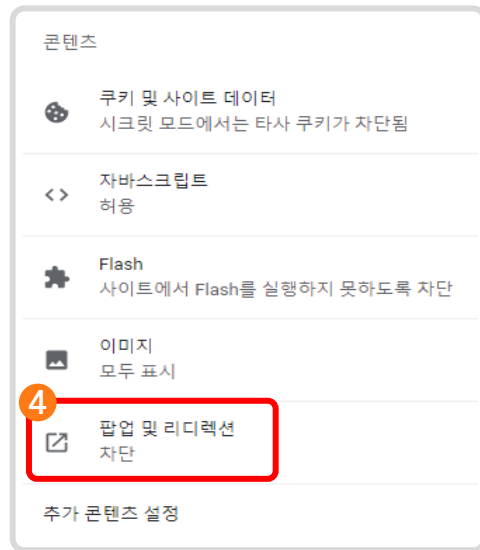 콘텐츠
쿠키 및 사이트 데이터
시크릿 모드에서는 타사 쿠키가 차단됨
자바스크립트
허용
Flash
사이트에서 Flash를 실행하지 못하도록 차단
이미지
모두 표시
4
팝업 및 리디렉션
차단
추가 콘텐츠 설정